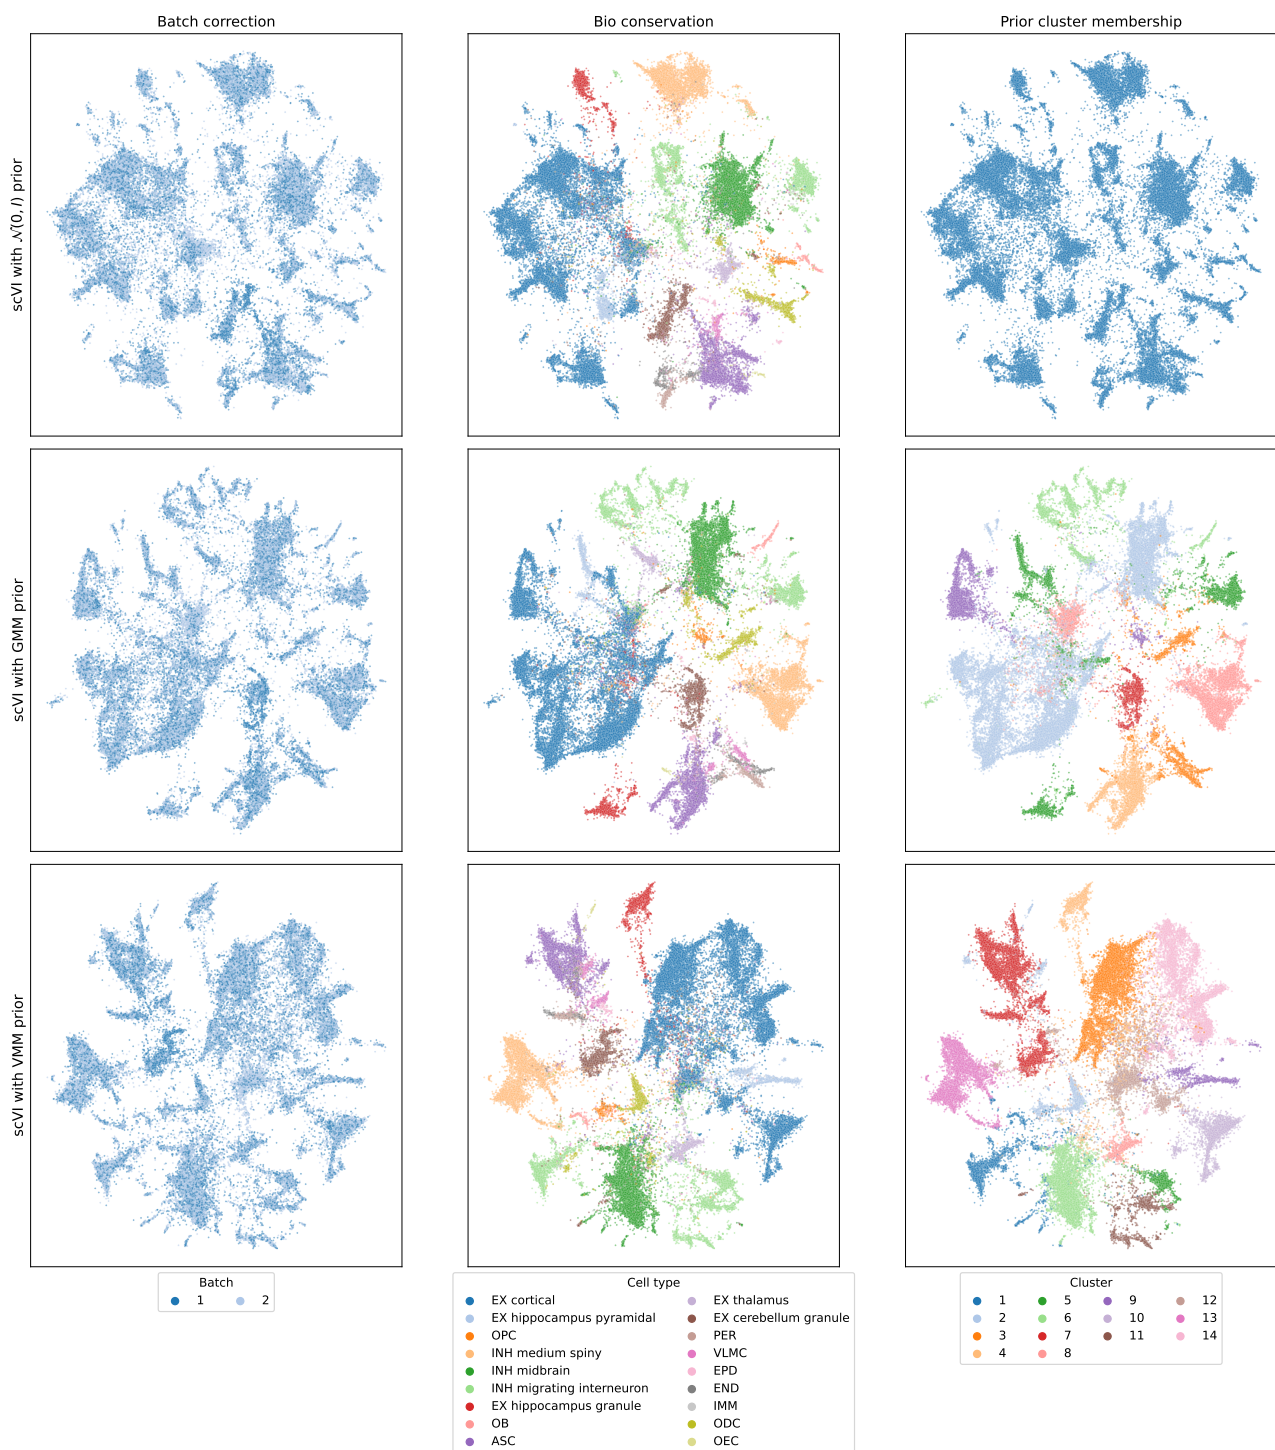 Batch correction
Bio conservation
Prior cluster membership
scVI with 𝒩(0, I) prior
scVI with GMM prior
scVI with VMM prior
Batch
1 2
Cell type
EX cortical
EX hippocampus pyramidal
OPC
INH medium spiny
INH midbrain
INH migrating interneuron
EX hippocampus granule
OB
ASC
EX thalamus
EX cerebellum granule
PER
VLMC
EPD
END
IMM
ODC
OEC
Cluster
1
2
3
4
5
6
7
8
9
10
11
12
13
14